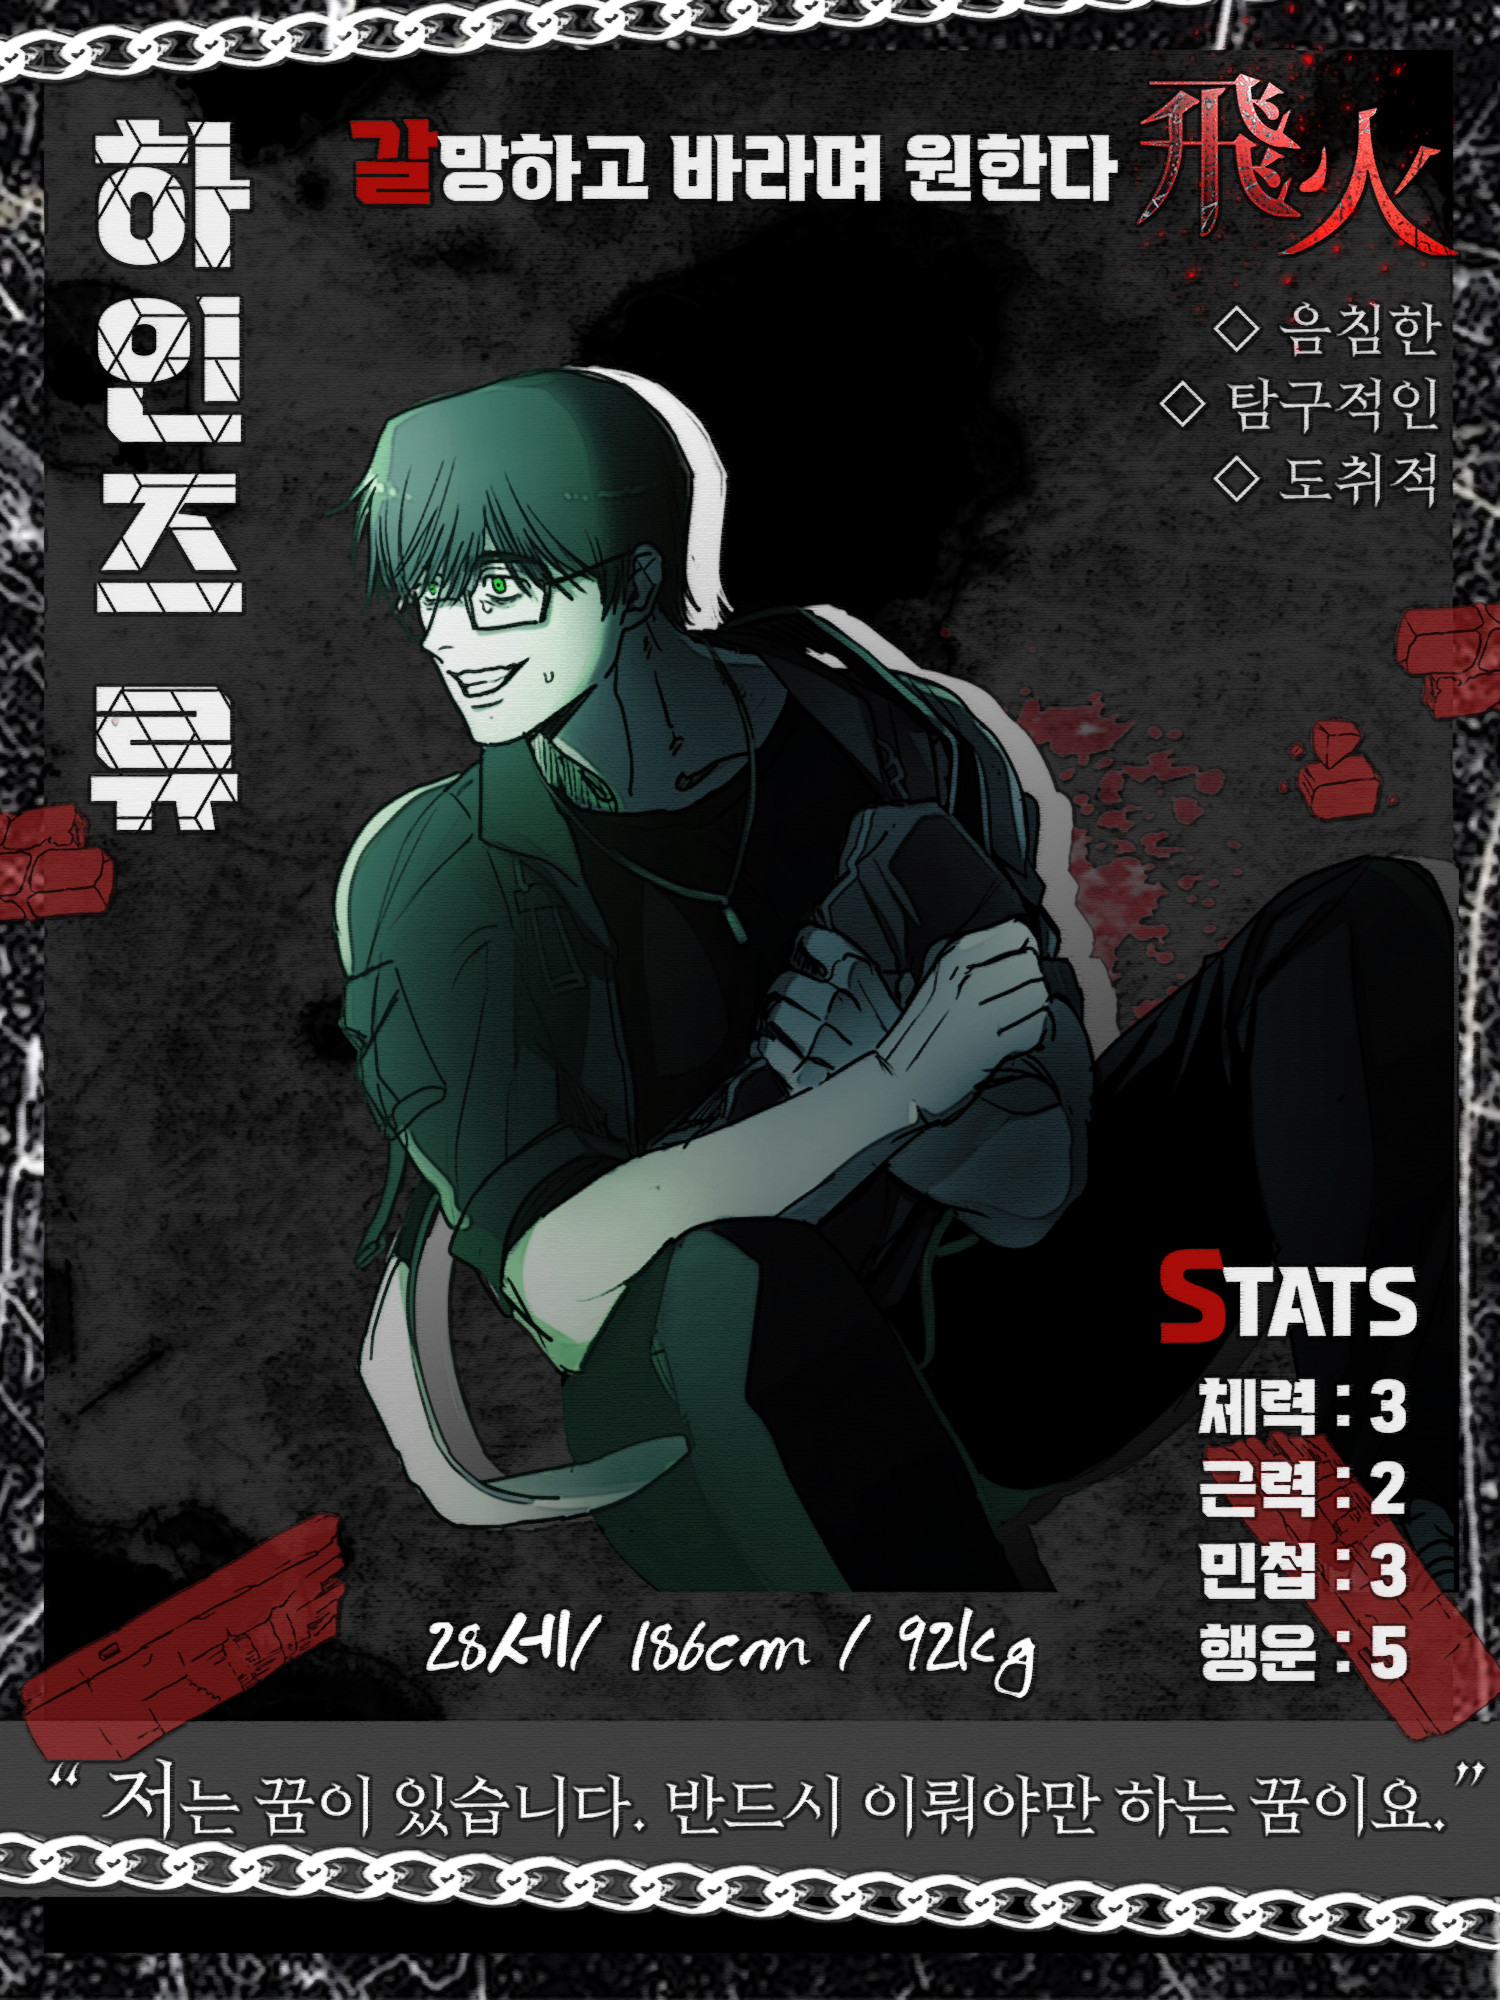 하인즈 류
갈망하고 바라며 원한다
飛火
◇ 음침한
◇ 탐구적인
◇ 도취적
STATS
체력 : 3
근력 : 2
민첩 : 3
행운 : 5
28세/ 186cm / 92kg
“ 저는 꿈이 있습니다. 반드시 이뤄야만 하는 꿈이요. ”